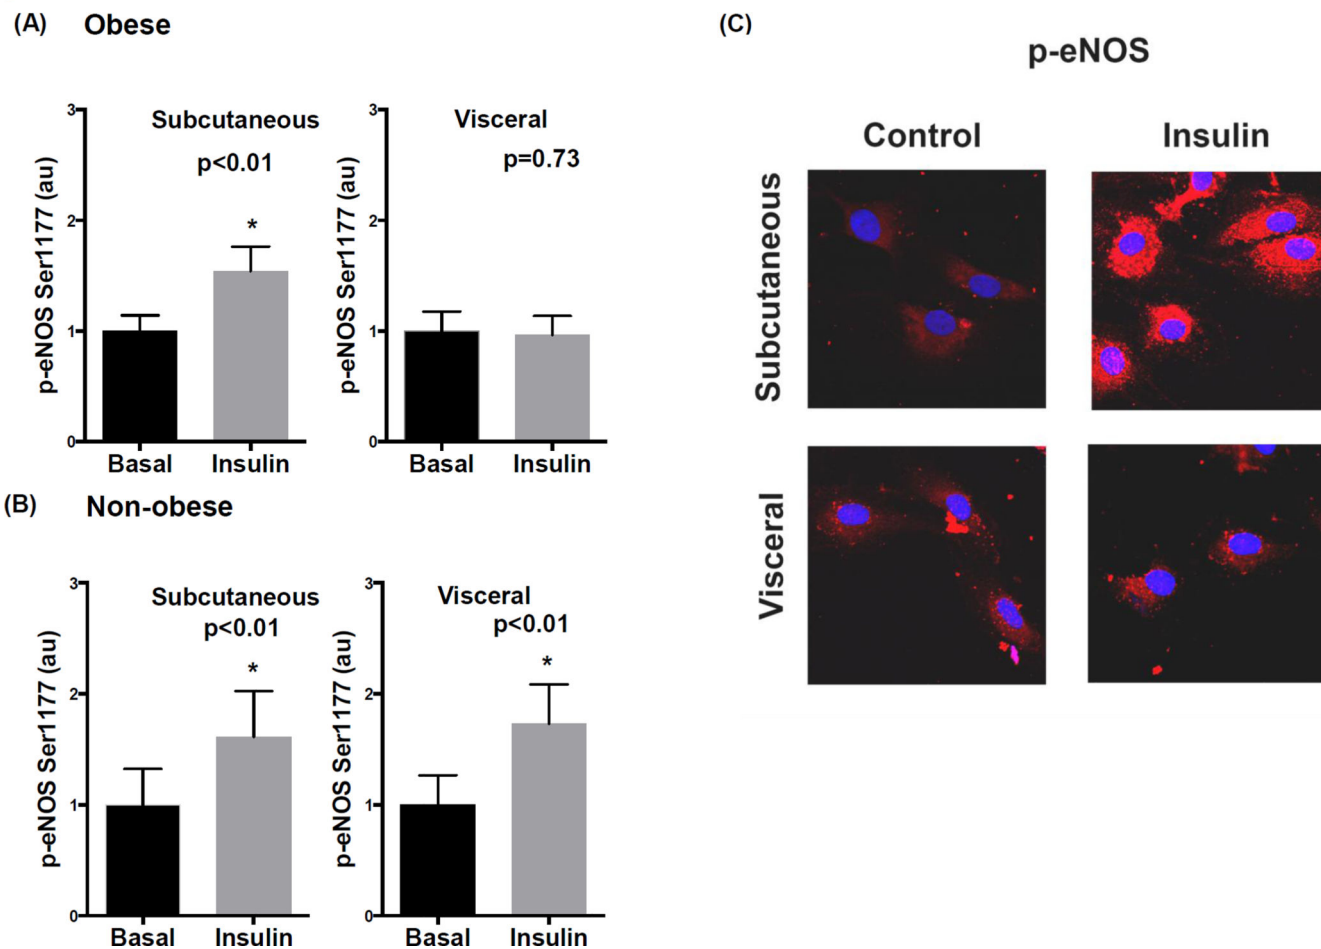 (A) Obese
3
2
1
0
p-eNOS Ser1177 (au)
Subcutaneous
p<0.01
*
Basal Insulin
3
2
1
0
p-eNOS Ser1177 (au)
Visceral
p=0.73
Basal Insulin
(B) Non-obese
3
2
1
0
p-eNOS Ser1177 (au)
Subcutaneous
p<0.01
*
Basal Insulin
3
2
1
0
p-eNOS Ser1177 (au)
Visceral
p<0.01
*
Basal Insulin
(C)
p-eNOS
Control Insulin
Subcutaneous
Visceral